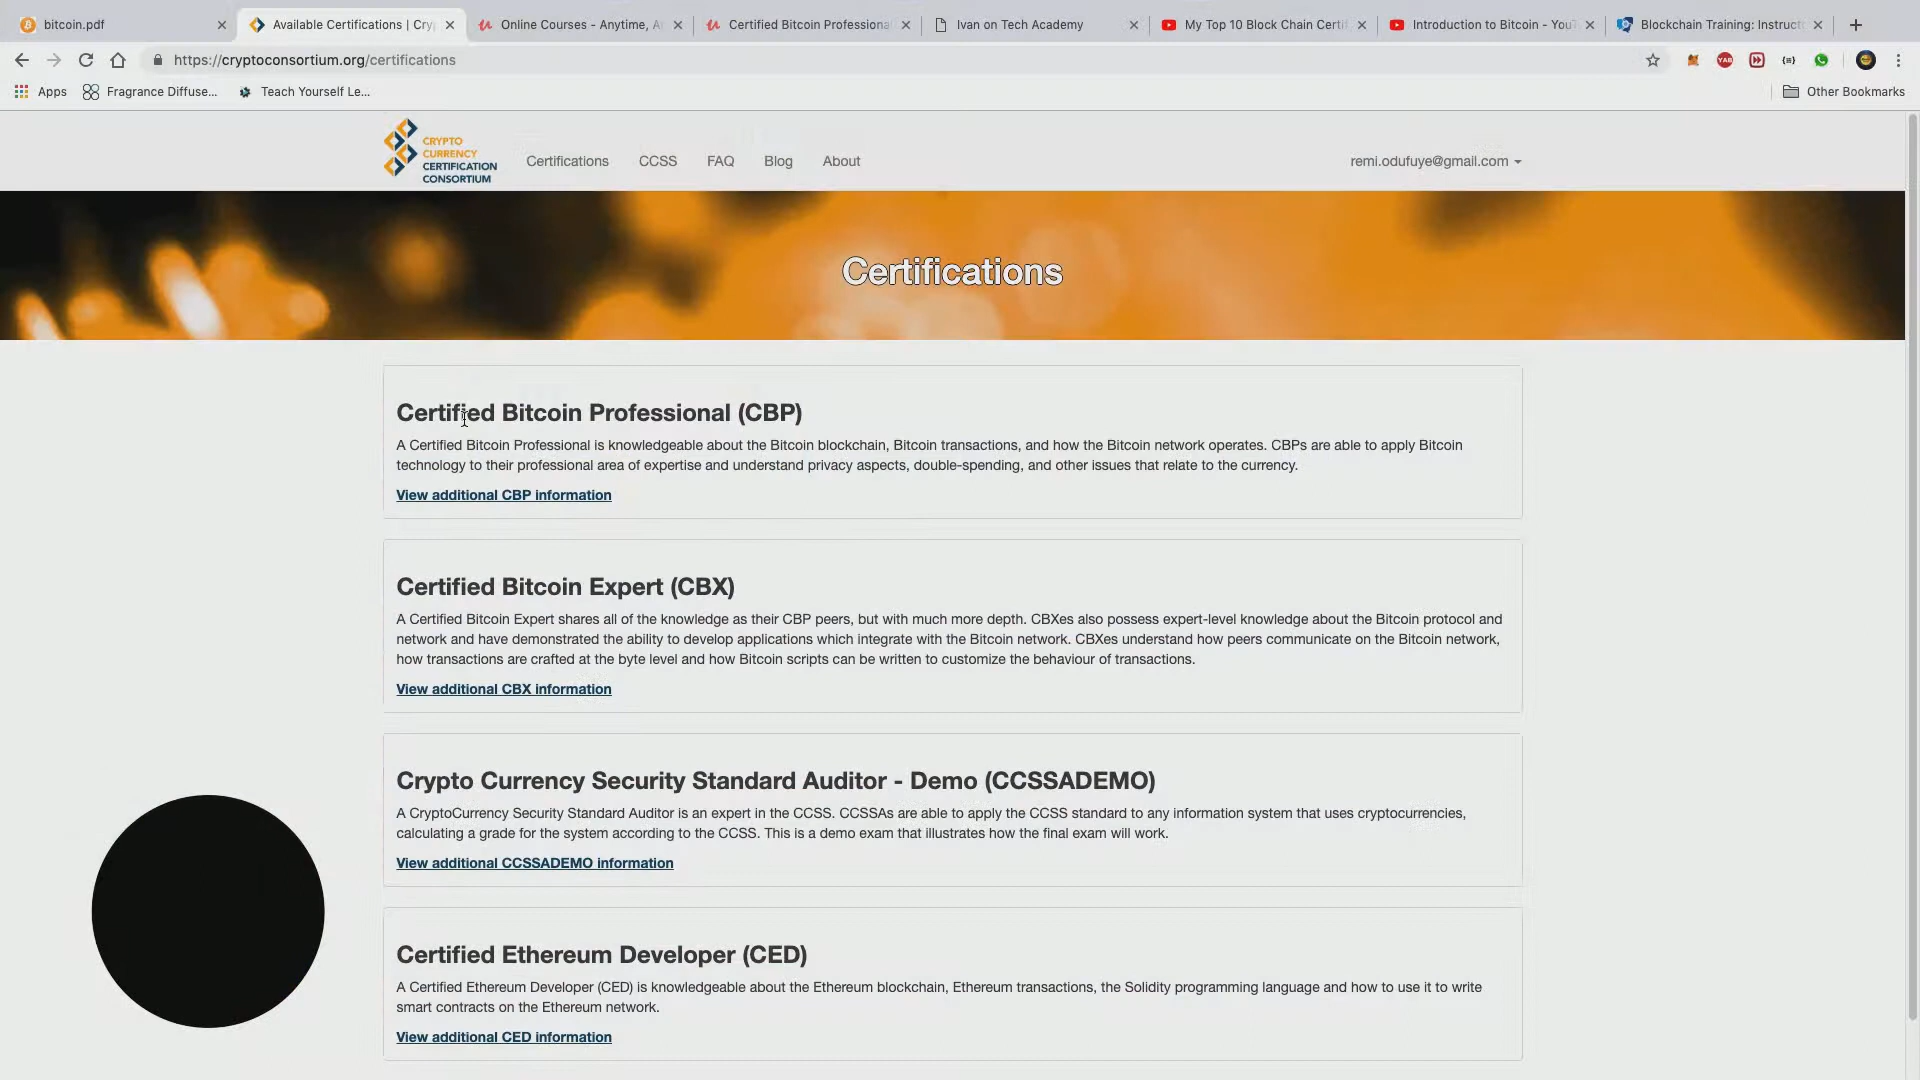 bitcoin.pdf
Available Certifications | Cry
Online Courses - Anytime, A
Certified Bitcoin Professiona
Ivan on Tech Academy
My Top 10 Block Chain Certi
Introduction to Bitcoin - You
Blockchain Training: Instruct
https://cryptoconsortium.org/certifications
Apps
Fragrance Diffuse...
Teach Yourself Le...
Other Bookmarks
CRYPTO
CURRENCY
CERTIFICATION
CONSORTIUM
Certifications
CCSS
FAQ
Blog
About
remi.odufuye@gmail.com
Certifications
Certified Bitcoin Professional (CBP)
A Certified Bitcoin Professional is knowledgeable about the Bitcoin blockchain, Bitcoin transactions, and how the Bitcoin network operates. CBPs are able to apply Bitcoin
technology to their professional area of expertise and understand privacy aspects, double-spending, and other issues that relate to the currency.
View additional CBP information
Certified Bitcoin Expert (CBX)
A Certified Bitcoin Expert shares all of the knowledge as their CBP peers, but with much more depth. CBXes also possess expert-level knowledge about the Bitcoin protocol and
network and have demonstrated the ability to develop applications which integrate with the Bitcoin network. CBXes understand how peers communicate on the Bitcoin network,
how transactions are crafted at the byte level and how Bitcoin scripts can be written to customize the behaviour of transactions.
View additional CBX information
Crypto Currency Security Standard Auditor - Demo (CCSSADEMO)
A CryptoCurrency Security Standard Auditor is an expert in the CCSS. CCSSAs are able to apply the CCSS standard to any information system that uses cryptocurrencies,
calculating a grade for the system according to the CCSS. This is a demo exam that illustrates how the final exam will work.
View additional CCSSADEMO information
Certified Ethereum Developer (CED)
A Certified Ethereum Developer (CED) is knowledgeable about the Ethereum blockchain, Ethereum transactions, the Solidity programming language and how to use it to write
smart contracts on the Ethereum network.
View additional CED information